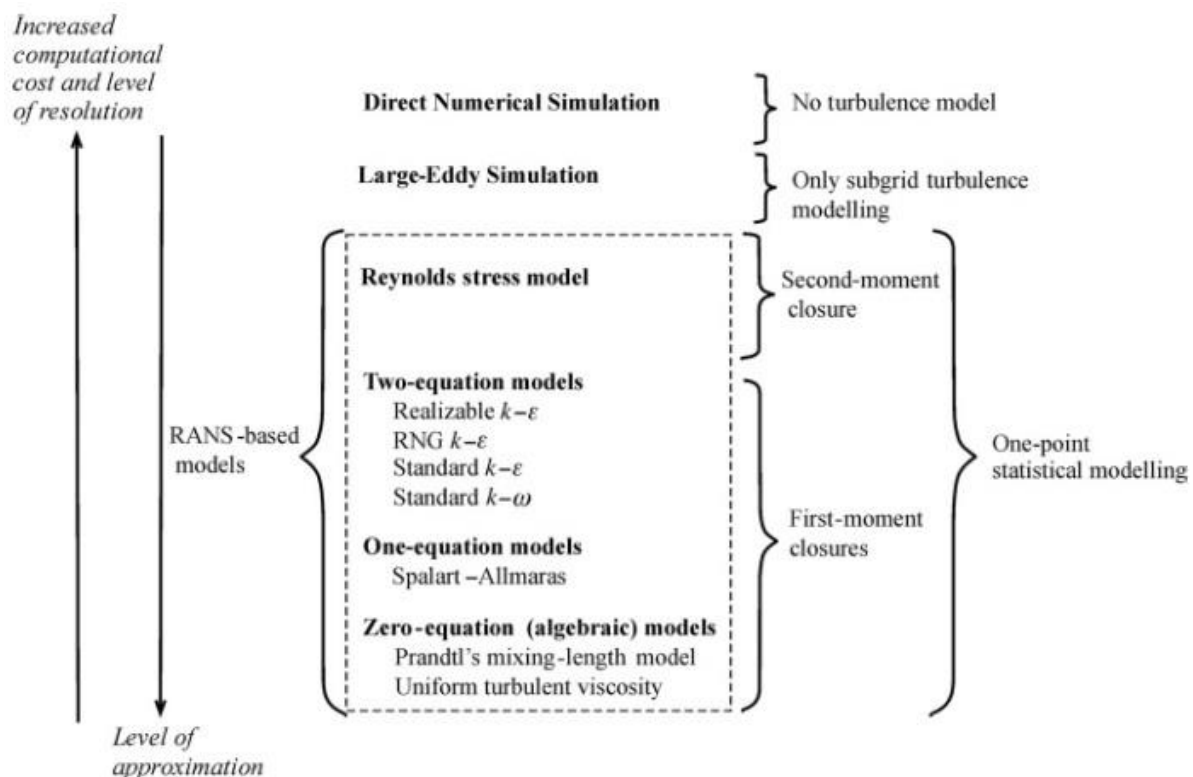 Increased
computational
cost and level
of resolution
Direct Numerical Simulation
No turbulence model
Large-Eddy Simulation
Only subgrid turbulence
modelling
Reynolds stress model
Second-moment
closure
Two-equation models
Realizable k–ε
RNG k–ε
Standard k–ε
Standard k–ω
RANS-based
models
One-point
statistical modelling
First-moment
closures
One-equation models
Spalart–Allmaras
Zero-equation (algebraic) models
Prandtl's mixing-length model
Uniform turbulent viscosity
Level of
approximation